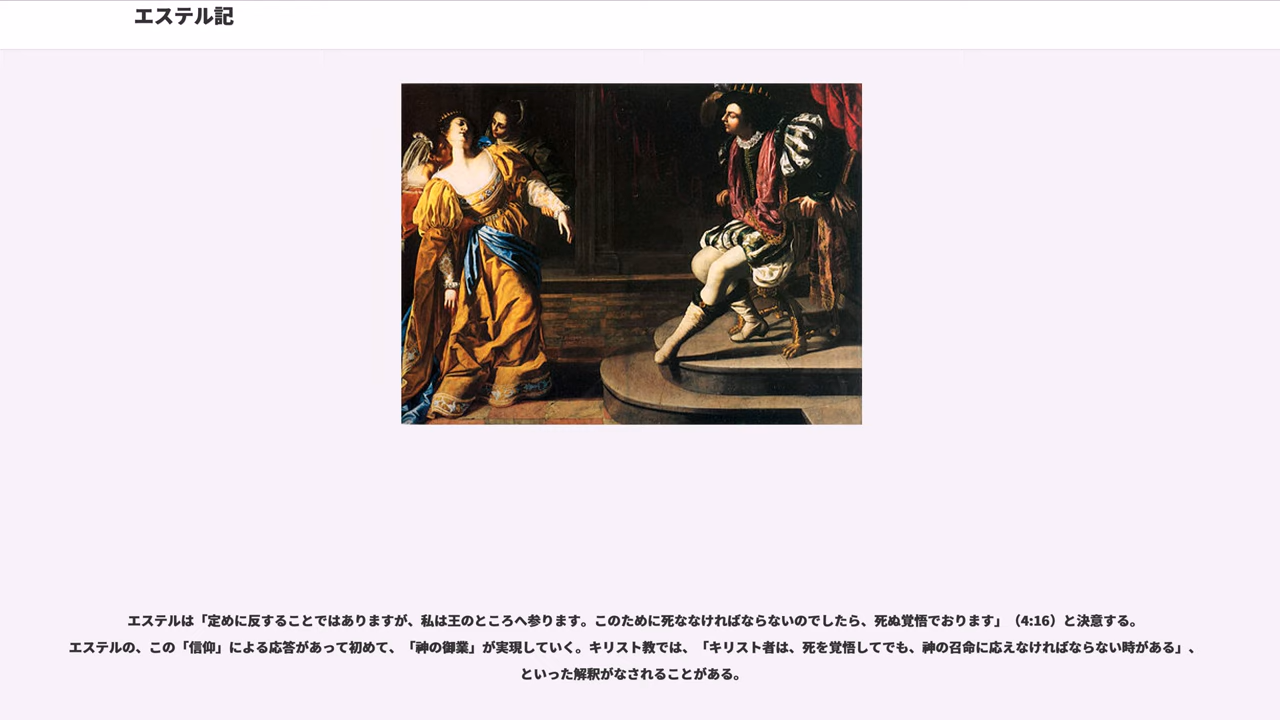 エステル記
エステルは「定めに反することではありますが、私は王のところへ参ります。このために死ななければならないのでしたら、死ぬ覚悟でおります」（4:16）と決意する。
エステルの、この「信仰」による応答があって初めて、「神の御業」が実現していく。キリスト教では、「キリスト者は、死を覚悟してでも、神の召命に応えなければならない時がある」、
といった解釈がなされることがある。